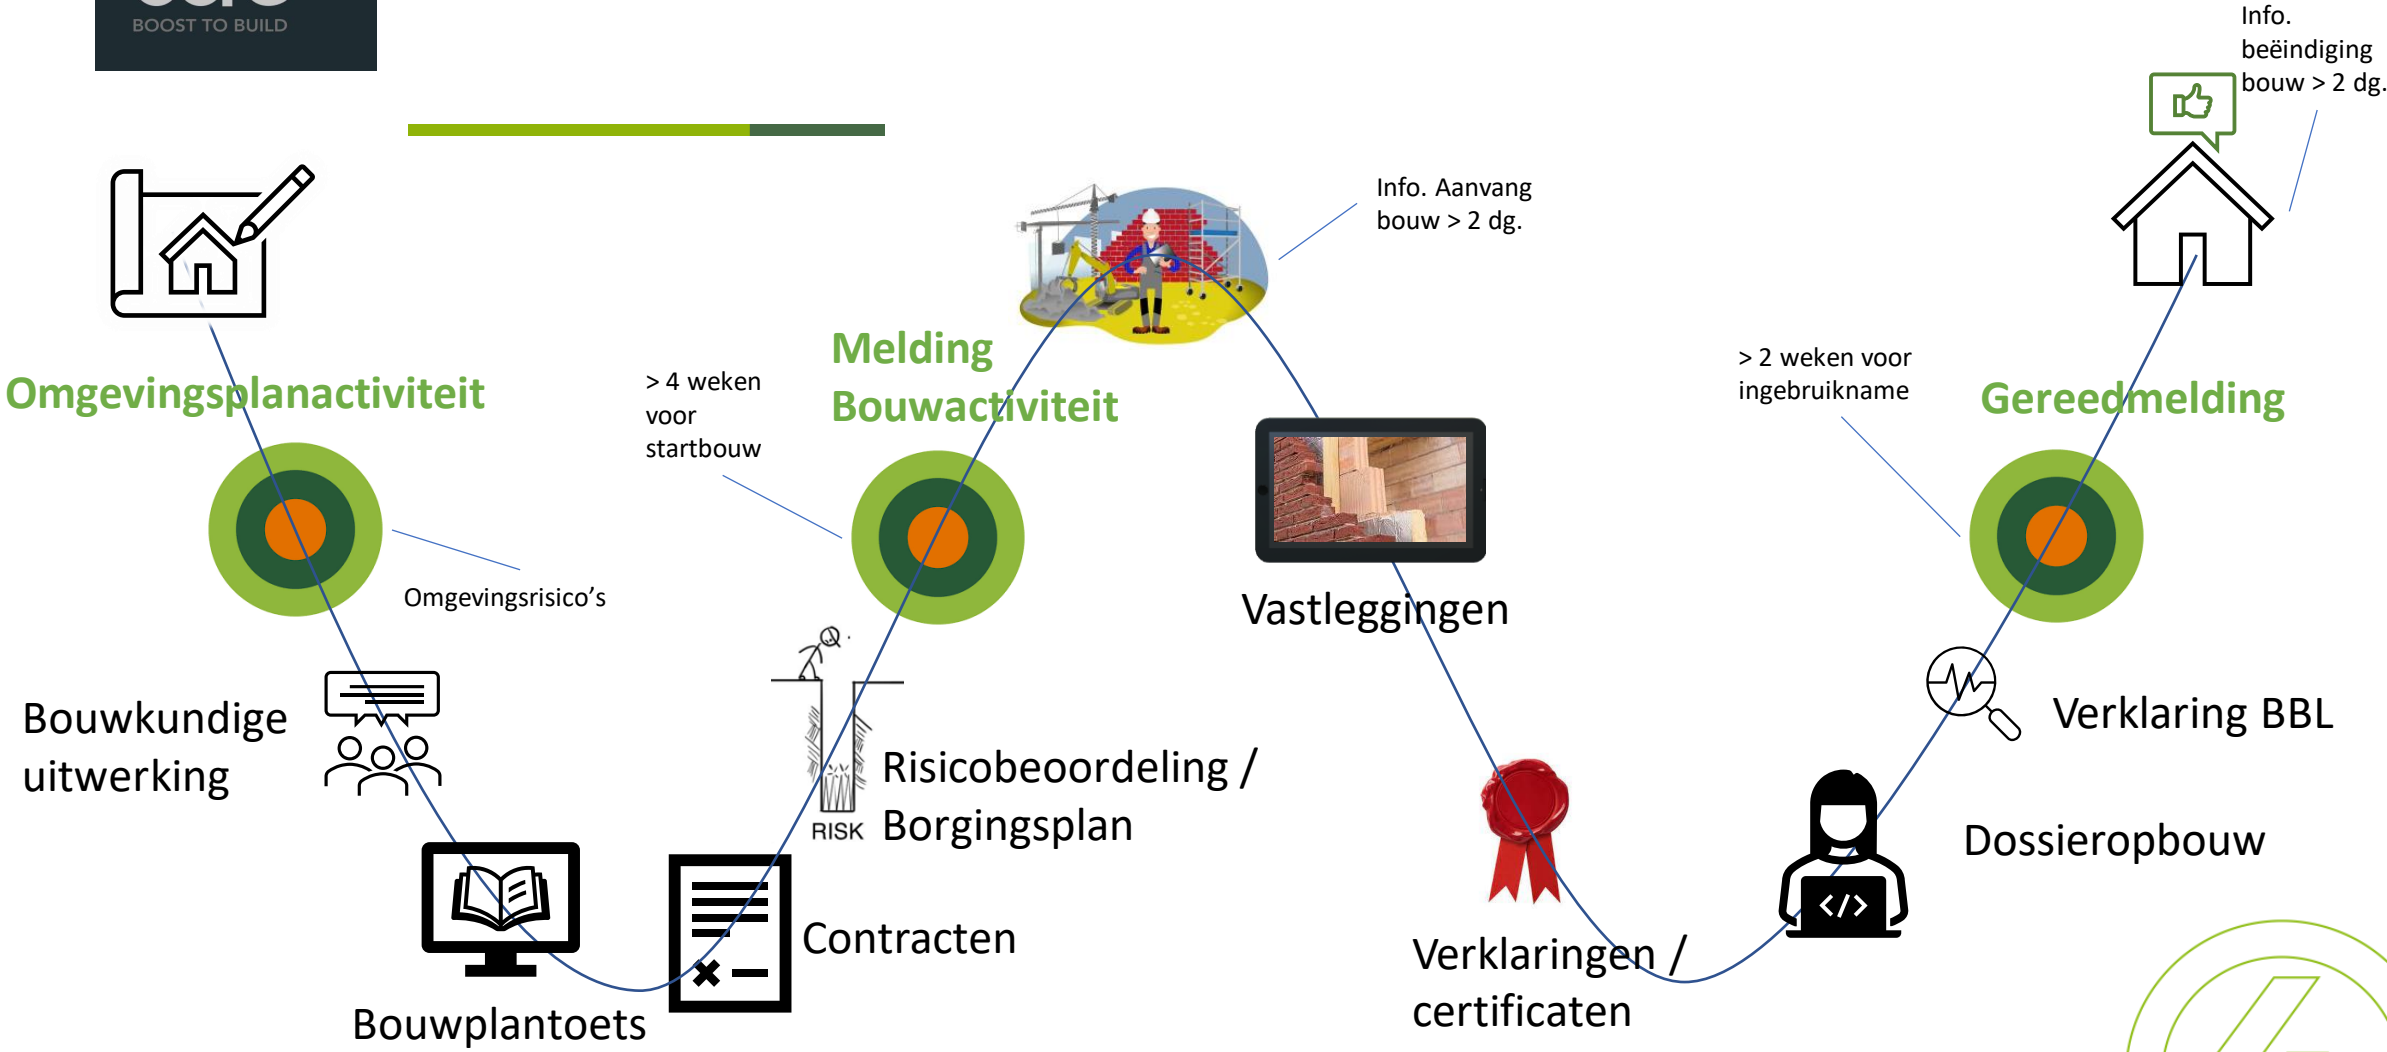 BOOST TO BUILD
Info.
beëindiging
bouw > 2 dg.
Info. Aanvang
bouw > 2 dg.
Omgevingsplanactiviteit
> 4 weken
voor
startbouw
Melding
Bouwactiviteit
> 2 weken voor
ingebruikname
Gereedmelding
Omgevingsrisico's
Vastleggingen
Bouwkundige
uitwerking
RISK
Risicobeoordeling /
Borgingsplan
Verklaring BBL
Dossieropbouw
</>
Contracten
Verklaringen /
certificaten
Bouwplantoets